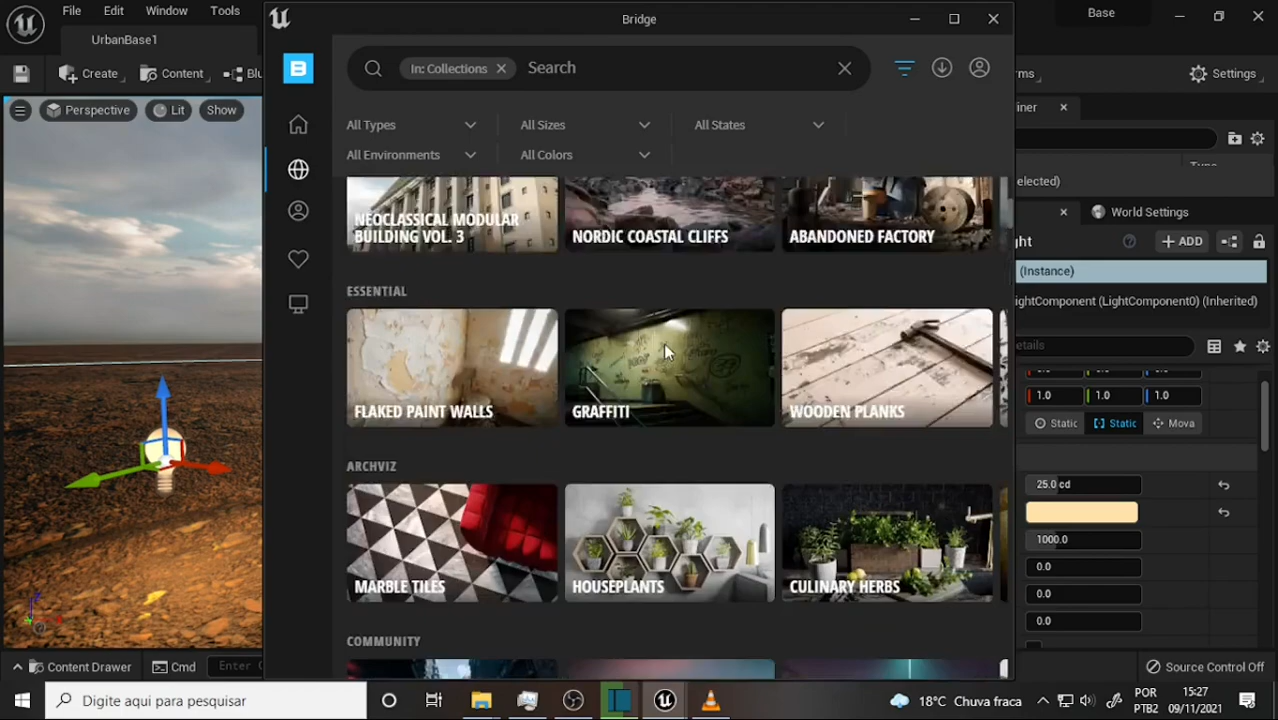 File
Edit
Window
Tools
Bridge
Base
UrbanBase1
Create
Content
Blu
Settings
Perspective
Lit
Show
In: Collections
Search
All Types
All Sizes
All States
All Environments
All Colors
NEOCLASSICAL MODULAR
BUILDING VOL. 3
NORDIC COASTAL CLIFFS
ABANDONED FACTORY
ESSENTIAL
FLAKED PAINT WALLS
GRAFFITI
WOODEN PLANKS
ARCHVIZ
MARBLE TILES
HOUSEPLANTS
CULINARY HERBS
COMMUNITY
elected)
World Settings
ght
ADD
(Instance)
ightComponent (LightComponent0) (Inherited)
etails
1.0
1.0
1.0
Static
Static
Mova
25.0 cd
1000.0
0.0
0.0
0.0
Content Drawer
Cmd
Enter C
Source Control Off
Digite aqui para pesquisar
18°C Chuva fraca
POR
PTB2
15:27
09/11/2021